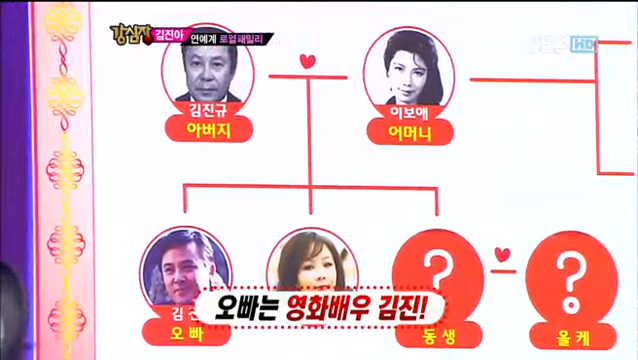 강심장 김진아 연예계 로열패밀리
SBS HD
김진규
아버지
이보애
어머니
?
?
김진
오빠
동생
올케
오빠는 영화배우 김진!